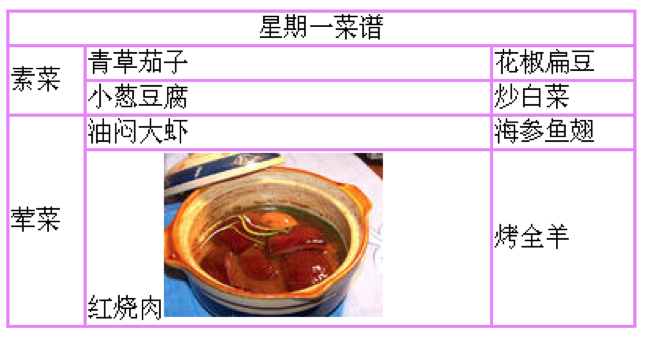 星期一菜谱
素菜
青草茄子
花椒扁豆
小葱豆腐
炒白菜
荤菜
油闷大虾
海参鱼翅
红烧肉
烤全羊